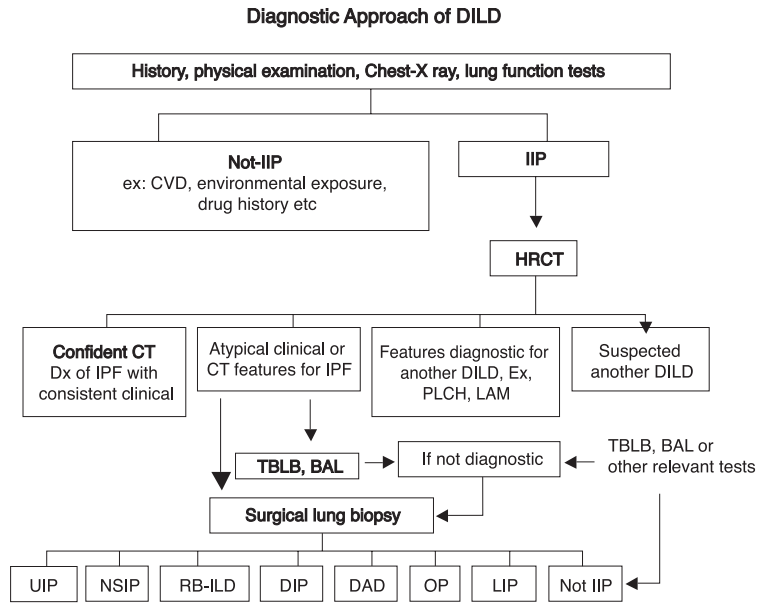 Diagnostic Approach of DILD
History, physical examination, Chest-X ray, lung function tests
Not-IIP
ex: CVD, environmental exposure,
drug history etc
IIP
HRCT
Confident CT
Dx of IPF with
consistent clinical
Atypical clinical or
CT features for IPF
Features diagnostic for
another DILD, Ex,
PLCH, LAM
Suspected
another DILD
TBLB, BAL
If not diagnostic
TBLB, BAL or
other relevant tests
Surgical lung biopsy
UIP
NSIP
RB-ILD
DIP
DAD
OP
LIP
Not IIP